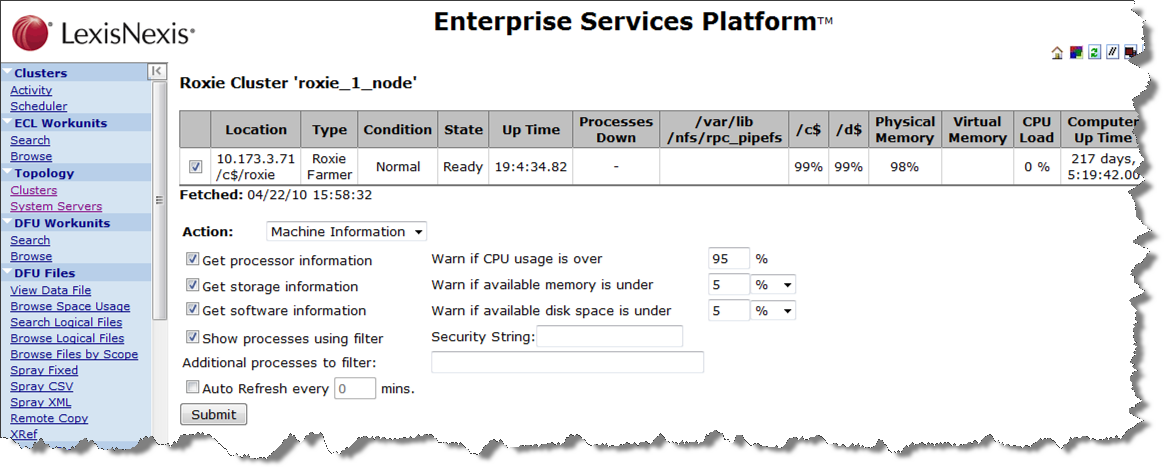 LexisNexis®
Enterprise Services Platform™
Clusters
Activity
Scheduler
ECL Workunits
Search
Browse
Topology
Clusters
System Servers
DFU Workunits
Search
Browse
DFU Files
View Data File
Browse Space Usage
Search Logical Files
Browse Logical Files
Browse Files by Scope
Spray Fixed
Spray CSV
Spray XML
Remote Copy
XRef
Roxie Cluster 'roxie_1_node'
Location Type Condition State Up Time Processes Down /var/lib /nfs/rpc_pipefs /c$ /d$ Physical Memory Virtual Memory CPU Load Computer Up Time
10.173.3.71 /c$/roxie Roxie Farmer Normal Ready 19:4:34.82 - 99% 99% 98% 0 % 217 days, 5:19:42.00
Fetched: 04/22/10 15:58:32
Action: Machine Information
Get processor information Warn if CPU usage is over 95 %
Get storage information Warn if available memory is under 5 %
Get software information Warn if available disk space is under 5 %
Show processes using filter Security String:
Additional processes to filter:
Auto Refresh every 0 mins.
Submit